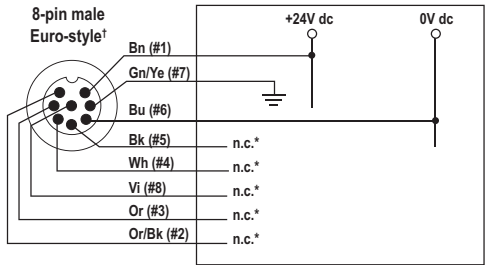 8-pin male
Euro-style†
+24V dc
0V dc
Bn (#1)
Gn/Ye (#7)
Bu (#6)
Bk (#5)
n.c.*
Wh (#4)
n.c.*
Vi (#8)
n.c.*
Or (#3)
n.c.*
Or/Bk (#2)
n.c.*